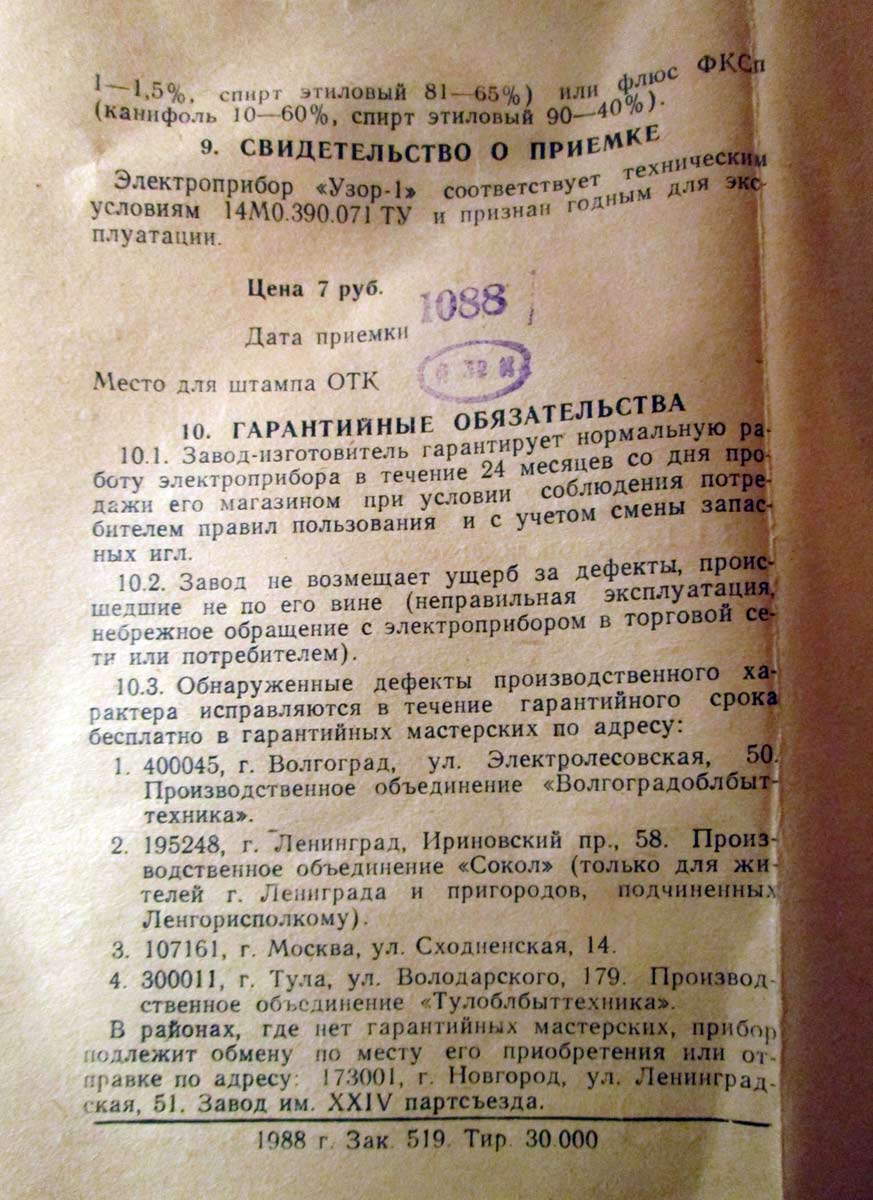 1—1,5%, спирт этиловый 81—65%) или флюс ФКСп
(канифоль 10—60%, спирт этиловый 90—40%).
9. СВИДЕТЕЛЬСТВО О ПРИЕМКЕ
Электроприбор «Узор-1» соответствует техническим
условиям 14М0.390.071 ТУ и признан годным для экс-
плуатации.
Цена 7 руб.
1088
Дата приемки
Место для штампа ОТК
10. ГАРАНТИЙНЫЕ ОБЯЗАТЕЛЬСТВА
10.1. Завод-изготовитель гарантирует нормальную ра-
боту электроприбора в течение 24 месяцев со дня про-
дажи его магазином при условии соблюдения потре-
бителем правил пользования и с учетом смены запас-
ных игл.
10.2. Завод не возмещает ущерб за дефекты, проис-
шедшие не по его вине (неправильная эксплуатация,
небрежное обращение с электроприбором в торговой се-
ти или потребителем).
10.3. Обнаруженные дефекты производственного ха-
рактера исправляются в течение гарантийного срока
бесплатно в гарантийных мастерских по адресу:
1. 400045, г. Волгоград, ул. Электролесовская, 50.
Производственное объединение «Волгоградоблбыт-
техника».
2. 195248, г. Ленинград, Ириновский пр., 58. Произ-
водственное объединение «Сокол» (только для жи-
телей г. Лениграда и пригородов, подчиненных
Ленгорисполкому).
3. 107161, г. Москва, ул. Сходненская, 14.
4. 300011, г. Тула, ул. Володарского, 179. Производ-
ственное объединение «Тулоблбыттехника».
В районах, где нет гарантийных мастерских, прибор
подлежит обмену по месту его приобретения или от-
правке по адресу: 173001, г. Новгород, ул. Ленинград-
ская, 51. Завод им. XXIV партсъезда.
1988 г. Зак. 519. Тир. 30.000